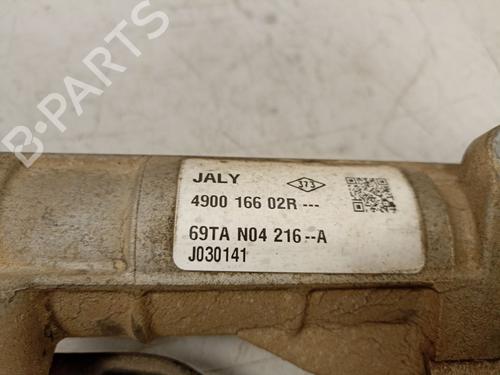 B-PARTS
JALY
373
4900 166 02R ---
69TA N04 216--A
J030141